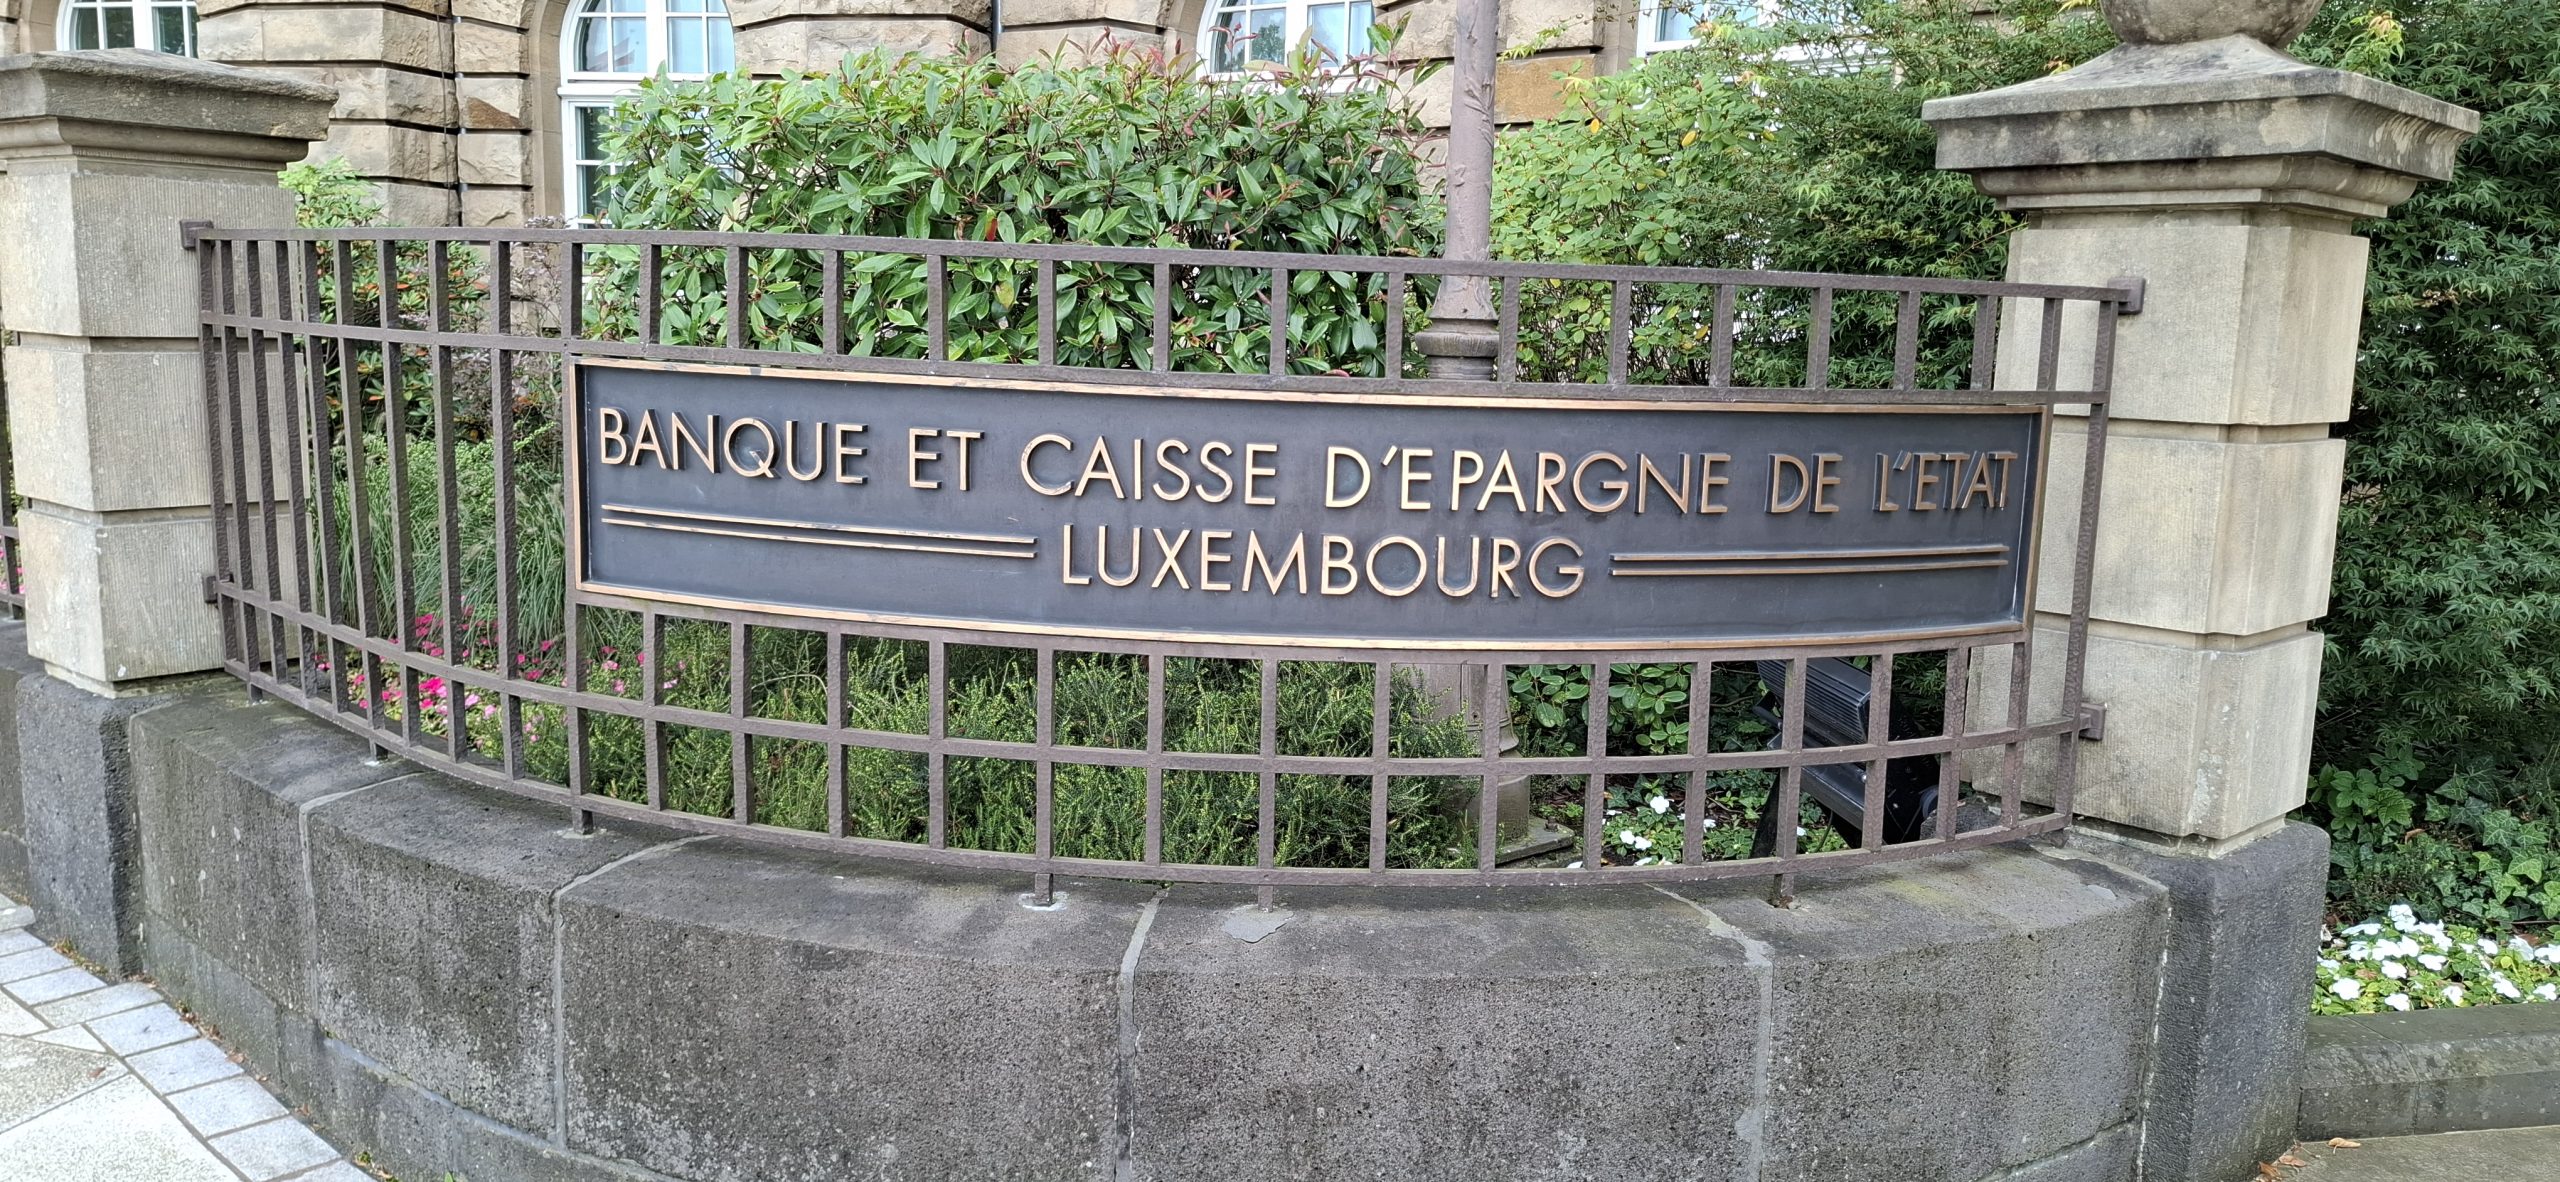 BANQUE ET CAISSE D'EPARGNE DE L'ETAT
LUXEMBOURG